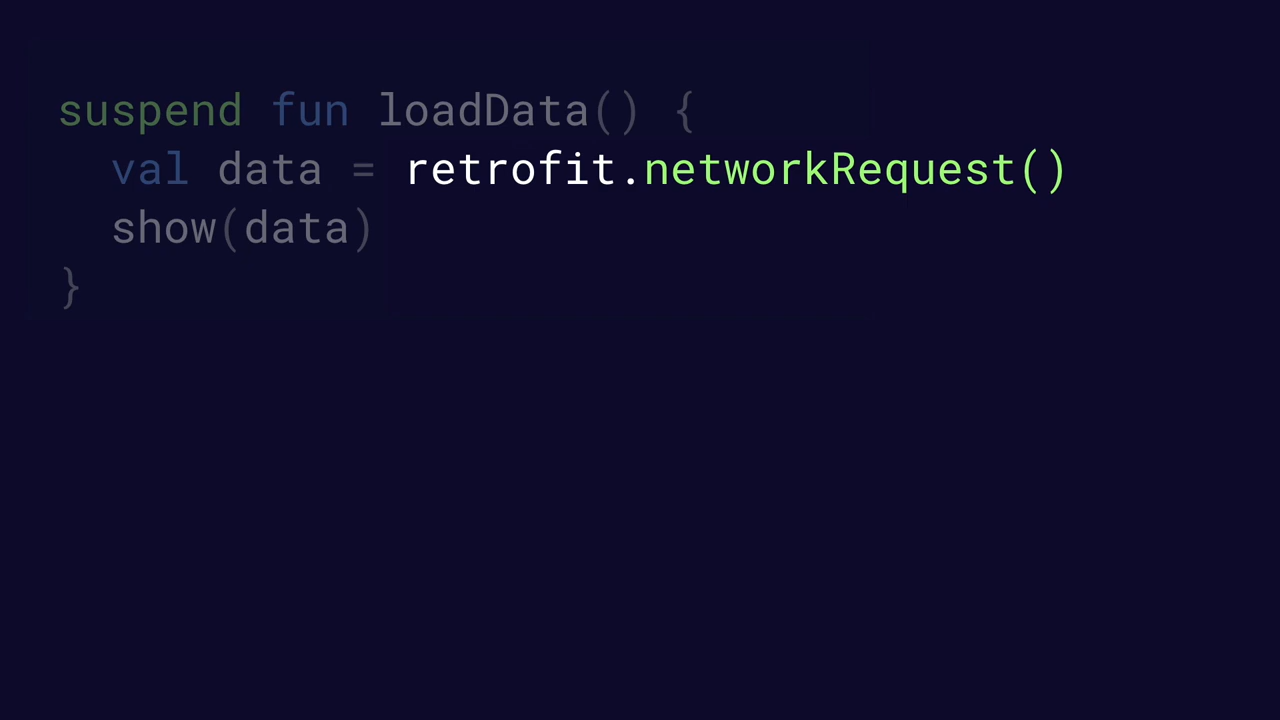 suspend fun loadData() {
  val data = retrofit.networkRequest()
  show(data)
}